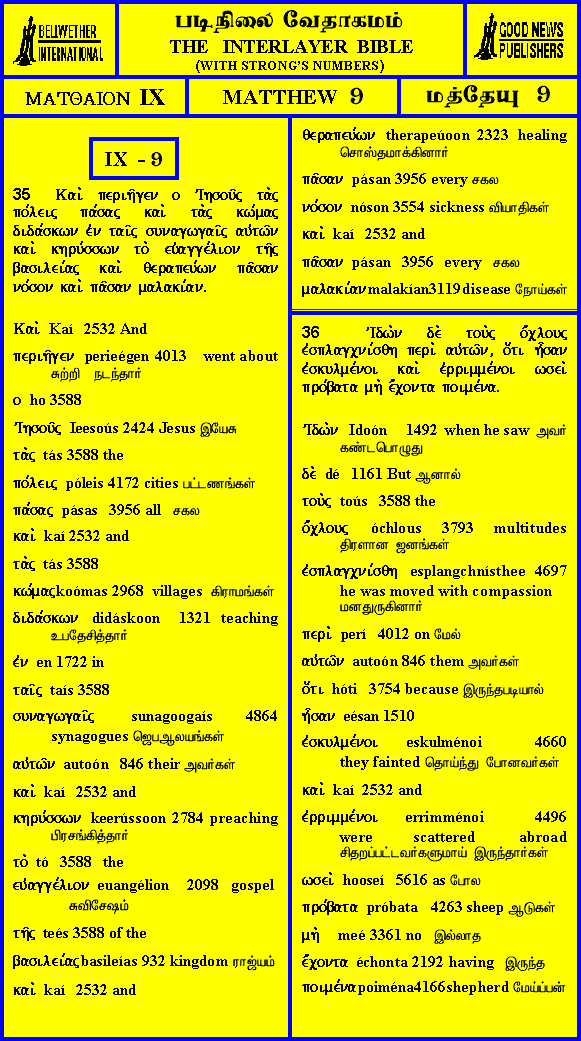 BELLWETHER
INTERNATIONAL
படிநிலை வேதாகமம்
THE INTERLAYER BIBLE
(WITH STRONG'S NUMBERS)
GOOD NEWS
PUBLISHERS
ΜΑΤΘΑΙΟΝ IX
MATTHEW 9
மத்தேயு 9
IX - 9
35 Καὶ περιῆγεν ο Ἰησοῦς τὰς
πόλεις πάσας καὶ τὰς κώμας
διδάσκων ἐν ταῖς συναγωγαῖς αὐτῶν
καὶ κηρύσσων τὸ εὐαγγέλιον τῆς
βασιλείας καὶ θεραπεύων πᾶσαν
νόσον καὶ πᾶσαν μαλακίαν.
Καὶ Kaí 2532 And
περιῆγεν perieégen 4013 went about
சுற்றி நடந்தார்
ο ho 3588
Ἰησοῦς Ieesoús 2424 Jesus இயேசு
τὰς tás 3588 the
πόλεις póleis 4172 cities பட்டணங்கள்
πάσας pásas 3956 all சகல
καὶ kaí 2532 and
τὰς tás 3588
κώμας koómas 2968 villages கிராமங்கள்
διδάσκων didáskoon 1321 teaching
உபதேசித்தார்
ἐν en 1722 in
ταῖς taís 3588
συναγωγαῖς sunagoogaís 4864
synagogues ஜெபஆலயங்கள்
αὐτῶν autoón 846 their அவர்கள்
καὶ kaí 2532 and
κηρύσσων keerússoon 2784 preaching
பிரசங்கித்தார்
τὸ tó 3588 the
εὐαγγέλιον euangélion 2098 gospel
சுவிசேஷம்
τῆς teés 3588 of the
βασιλείας basileías 932 kingdom ராஜ்யம்
καὶ kaí 2532 and
θεραπεύων therapeúoon 2323 healing
சொஸ்தமாக்கினார்
πᾶσαν pásan 3956 every சகல
νόσον nóson 3554 sickness வியாதிகள்
καὶ kaí 2532 and
πᾶσαν pásan 3956 every சகல
μαλακίαν malakían3119 disease நோய்கள்
36 Ἰδὼν δὲ τοὺς ὄχλους
ἐσπλαγχνίσθη περὶ αὐτῶν, ὅτι ἦσαν
ἐσκυλμένοι καὶ ἐρριμμένοι ωσεὶ
πρόβατα μὴ ἔχοντα ποιμένα.
Ἰδὼν Idoón 1492 when he saw அவர்
கண்டபொழுது
δὲ dé 1161 But ஆனால்
τοὺς toús 3588 the
ὄχλους óchlous 3793 multitudes
திரளான ஜனங்கள்
ἐσπλαγχνίσθη esplangchnísthee 4697
he was moved with compassion
மனதுருகினார்
περὶ perí 4012 on மேல்
αὐτῶν autoón 846 them அவர்கள்
ὅτι hóti 3754 because இருந்தபடியால்
ἦσαν eésan 1510
ἐσκυλμένοι eskulménoi 4660
they fainted தொய்ந்து போனவர்கள்
καὶ kaí 2532 and
ἐρριμμένοι errimménoi 4496
were scattered abroad
சிதறப்பட்டவர்களுமாய் இருந்தார்கள்
ωσεὶ hooseí 5616 as போல
πρόβατα próbata 4263 sheep ஆடுகள்
μὴ meé 3361 no இல்லாத
ἔχοντα échonta 2192 having இருந்த
ποιμένα poiména4166shepherd மேய்ப்பன்